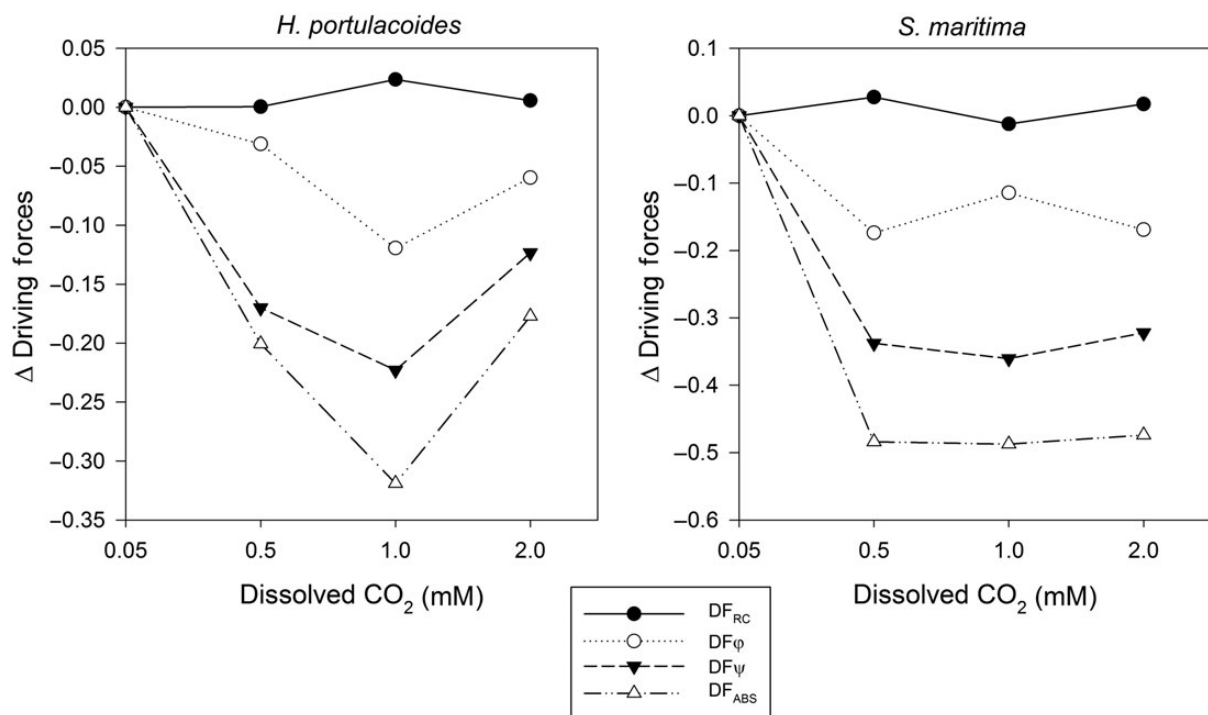 H. portulacoides
0.05
0.00
–0.05
–0.10
–0.15
–0.20
–0.25
–0.30
–0.35
Δ Driving forces
0.05 0.5 1.0 2.0
Dissolved CO₂ (mM)
S. maritima
0.1
0.0
–0.1
–0.2
–0.3
–0.4
–0.5
–0.6
Δ Driving forces
0.05 0.5 1.0 2.0
Dissolved CO₂ (mM)
DF_RC
DFφ
DFψ
DF_ABS